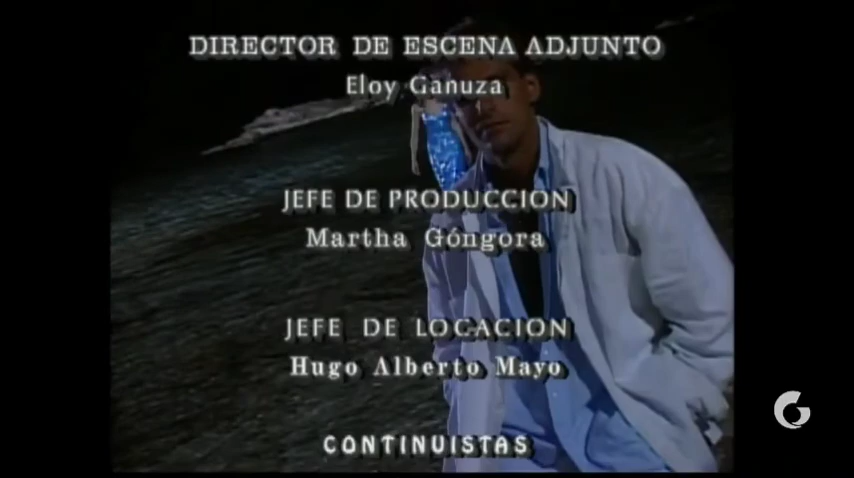 DIRECTOR DE ESCENA ADJUNTO
Eloy Ganuza
JEFE DE PRODUCCION
Martha Góngora
JEFE DE LOCACION
Hugo Alberto Mayo
CONTINUISTAS